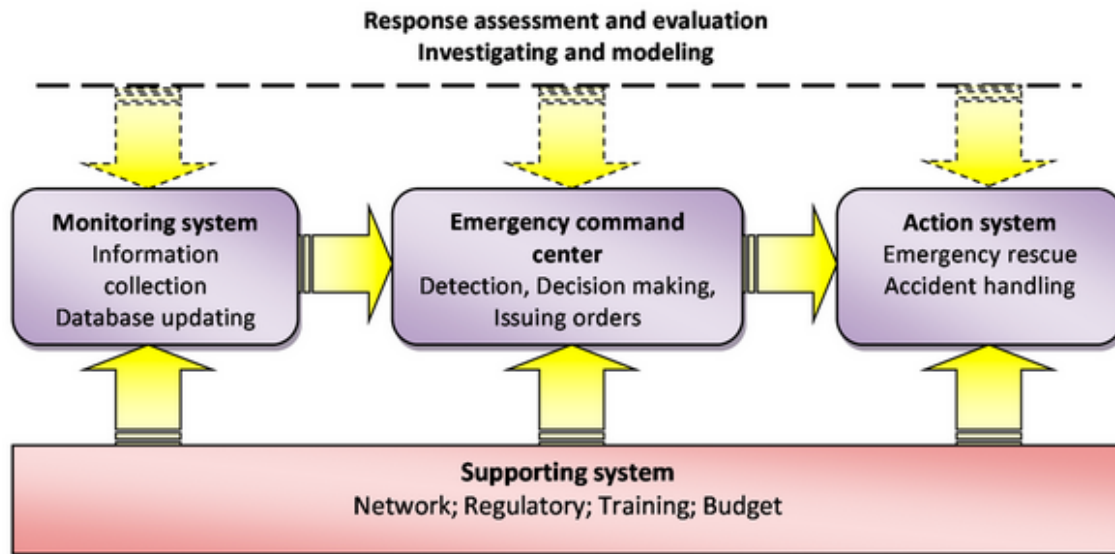 Response assessment and evaluation
Investigating and modeling
Monitoring system
Information
collection
Database updating
Emergency command
center
Detection, Decision making,
Issuing orders
Action system
Emergency rescue
Accident handling
Supporting system
Network; Regulatory; Training; Budget